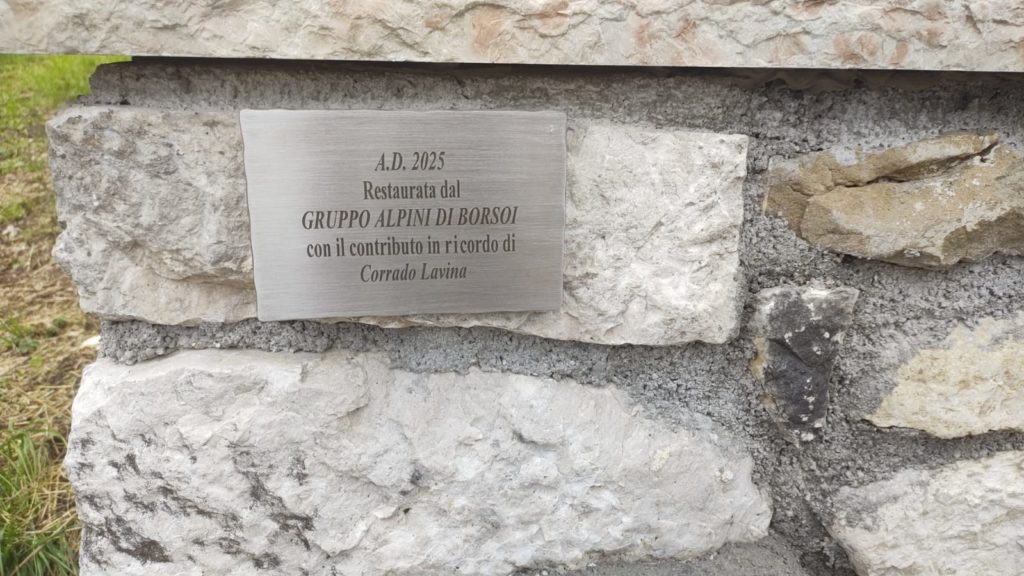 A.D. 2025
Restaurata dal
GRUPPO ALPINI DI BORSOI
con il contributo in ricordo di
Corrado Lavina